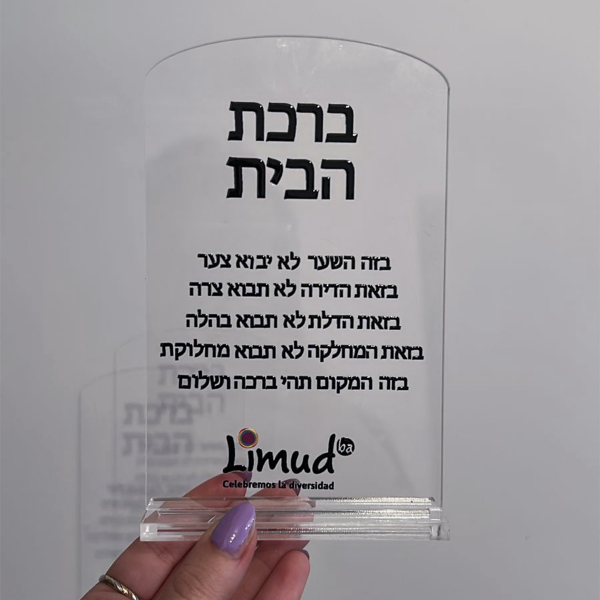 ברכת
הבית
בזה השער לא יבוא צער
בזאת הדירה לא תבוא צרה
בזאת הדלת לא תבוא בהלה
בזאת המחלקה לא תבוא מחלוקת
בזה המקום תהי ברכה ושלום
Limud ba
Celebremos la diversidad